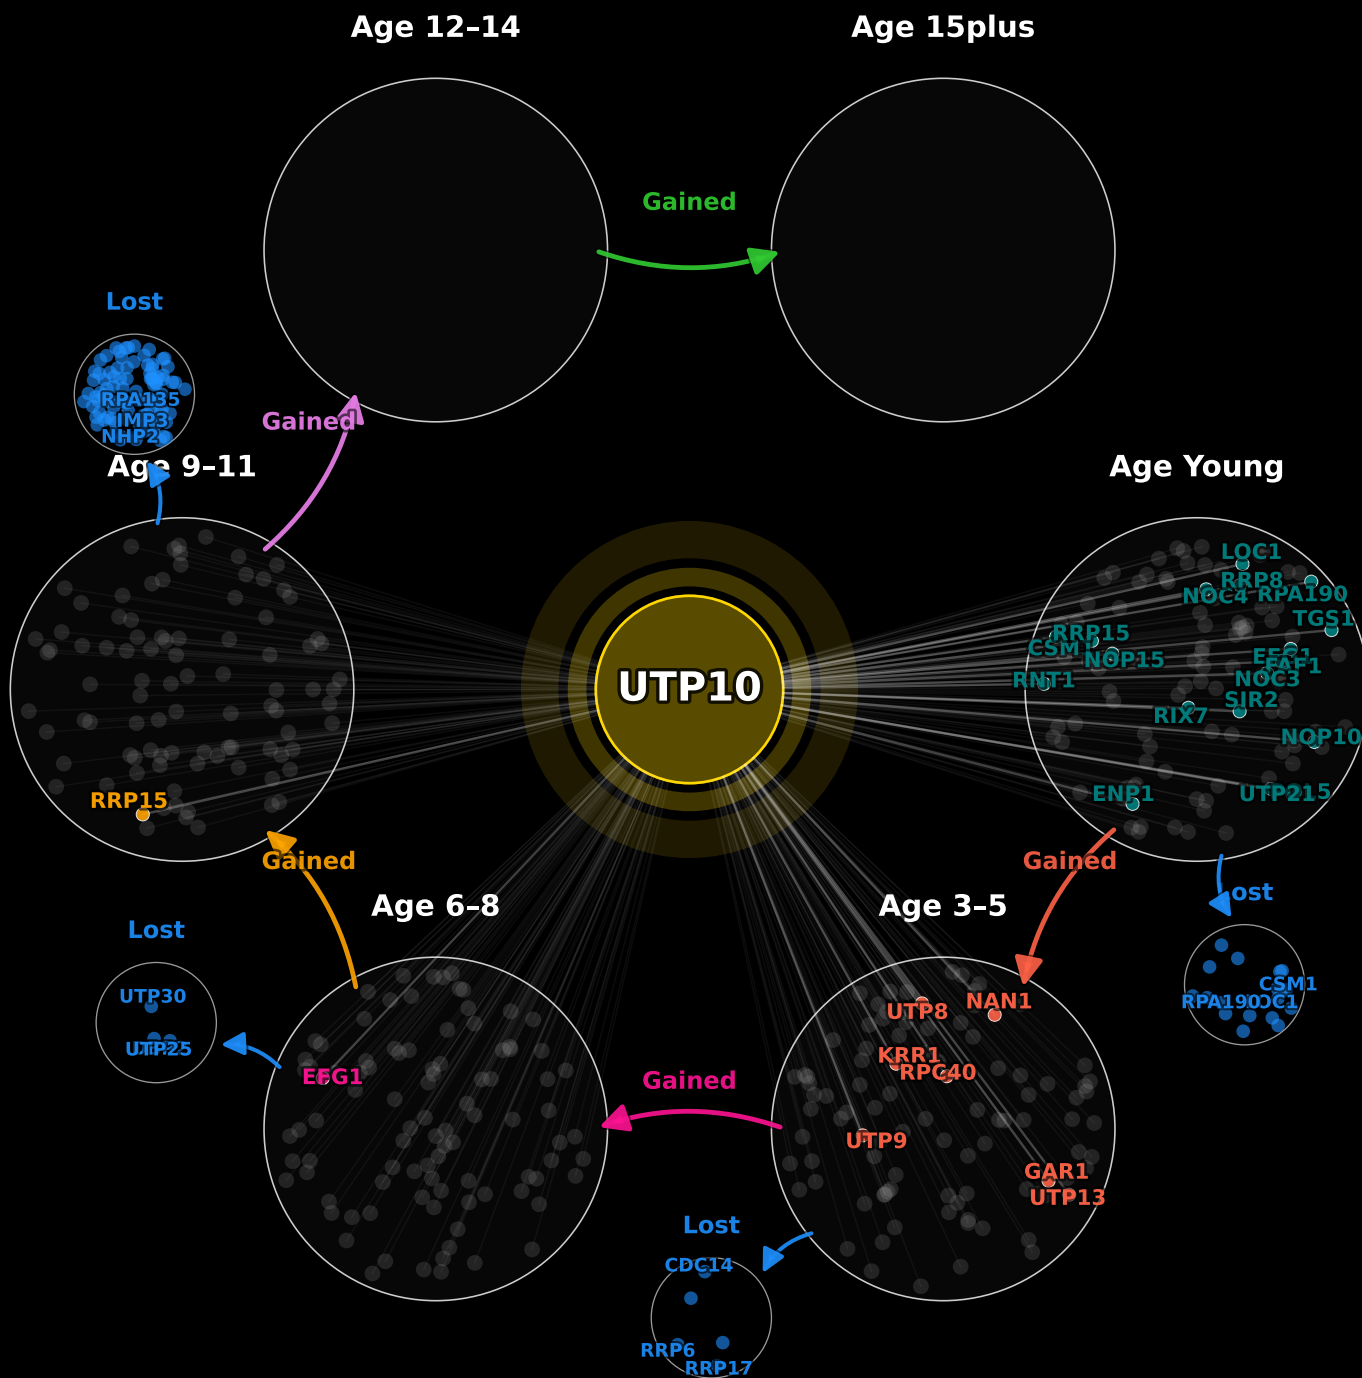 Age 12–14
Age 15plus
Gained
Lost
RPA135
IMP3
NHP2
Gained
Age 9–11
Age Young
LOC1
RRP8
NOC4
RPA190
TGS1
RRP15
CSM1
NOP15
FAF1
RNT1
NOC3
SIR2
RIX7
NOP10
UTP10
RRP15
ENP1
UTP21
Gained
Gained
ost
Age 6–8
Age 3–5
Lost
UTP30
UTP25
CSM1
RPA190
NAN1
UTP8
KRR1
RPC40
EFG1
Gained
UTP9
GAR1
UTP13
Lost
CDC14
RRP6
RRP17